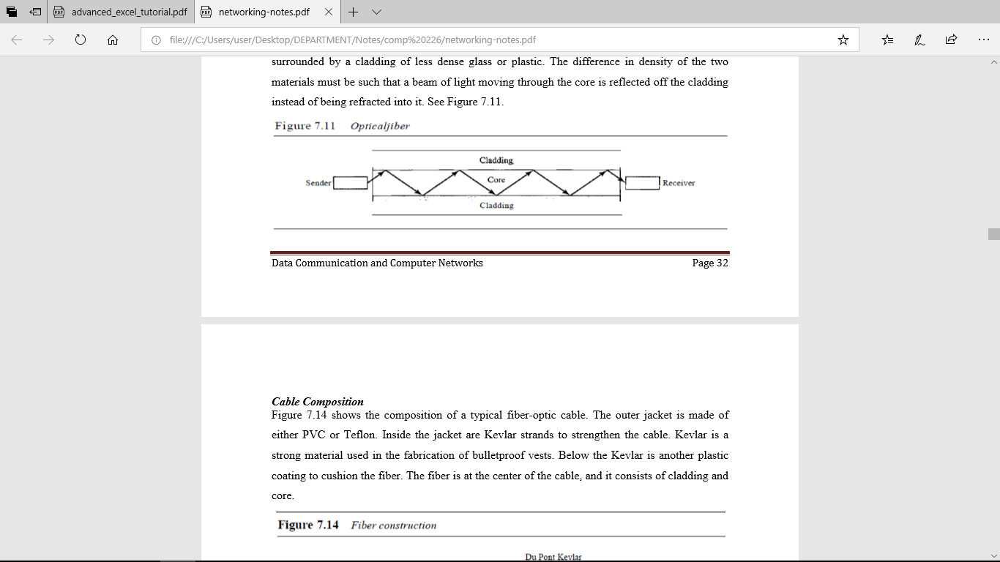 advanced_excel_tutorial.pdf
networking-notes.pdf
file:///C:/Users/user/Desktop/DEPARTMENT/Notes/comp%20226/networking-notes.pdf
surrounded by a cladding of less dense glass or plastic. The difference in density of the two
materials must be such that a beam of light moving through the core is reflected off the cladding
instead of being refracted into it. See Figure 7.11.
Figure 7.11 Opticaljiber
Cladding
Sender
Core
Receiver
Cladding
Data Communication and Computer Networks Page 32
Cable Composition
Figure 7.14 shows the composition of a typical fiber-optic cable. The outer jacket is made of
either PVC or Teflon. Inside the jacket are Kevlar strands to strengthen the cable. Kevlar is a
strong material used in the fabrication of bulletproof vests. Below the Kevlar is another plastic
coating to cushion the fiber. The fiber is at the center of the cable, and it consists of cladding and
core.
Figure 7.14 Fiber construction
Du Pont Kevlar